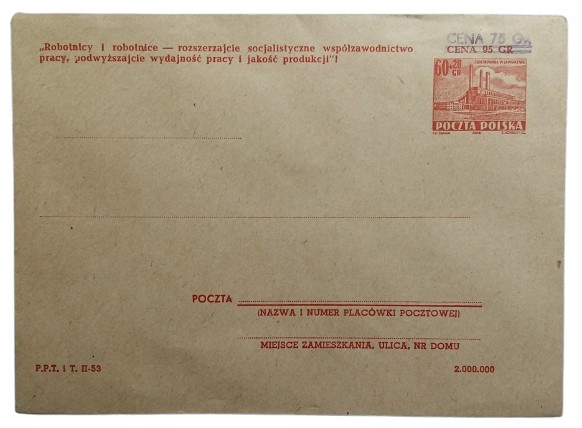 CENA 75 Gr.
CENA 95 GR
„Robotnicy i robotnice — rozszerzajcie socjalistyczne współzawodnictwo
pracy, podwyższajcie wydajność pracy i jakość produkcji”!
60+20
GR
POCZTA POLSKA
POCZTA
(NAZWA I NUMER PLACÓWKI POCZTOWEJ)
MIEJSCE ZAMIESZKANIA, ULICA, NR DOMU
P.P.T. i T. II-53
2.000.000